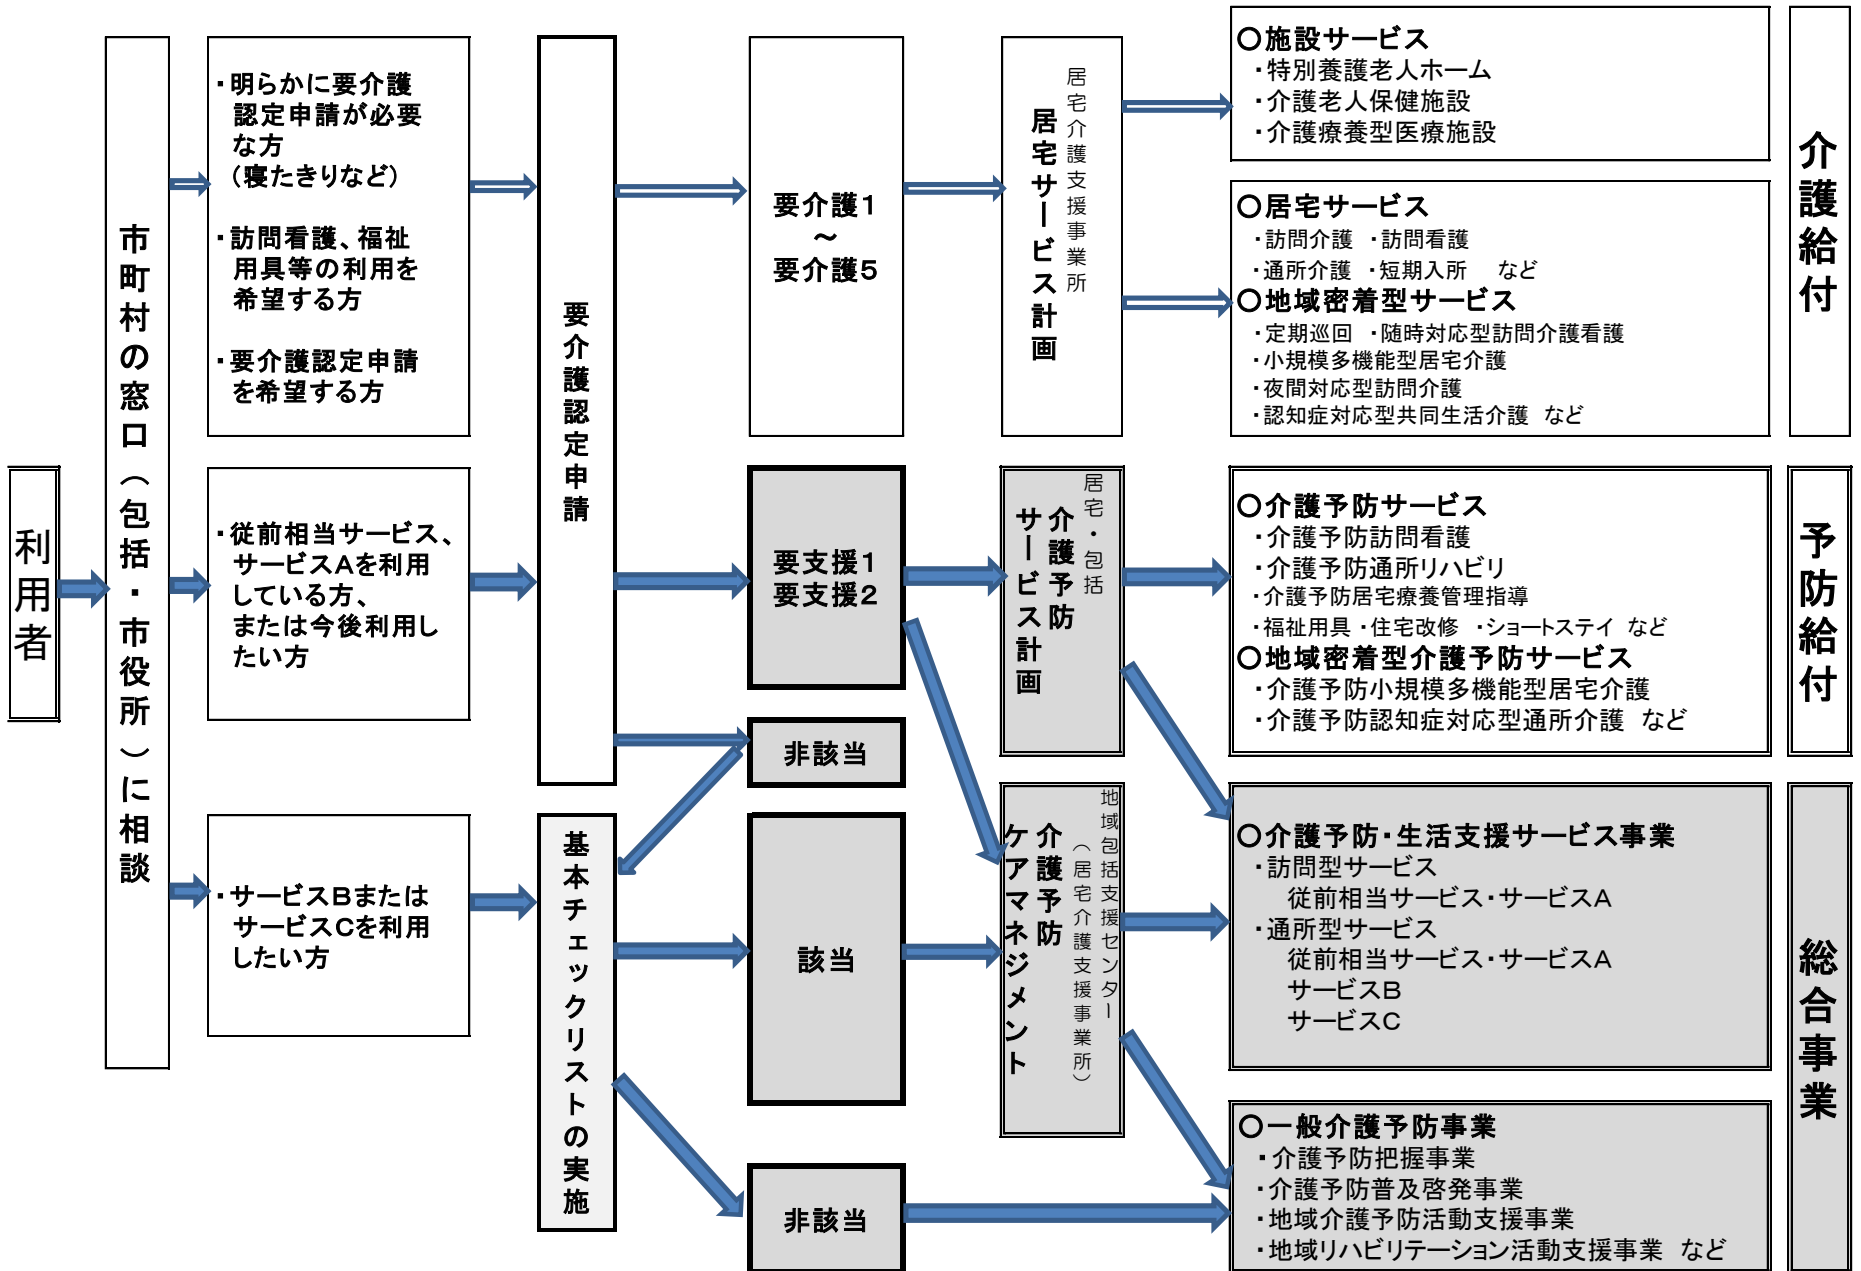 利用者
市町村の窓口（包括・市役所）に相談
・明らかに要介護
認定申請が必要
な方
（寝たきりなど）
・訪問看護、福祉
用具等の利用を
希望する方
・要介護認定申請
を希望する方
・従前相当サービス、
サービスAを利用
している方、
または今後利用し
たい方
・サービスBまたは
サービスCを利用
したい方
要介護認定申請
基本チェックリストの実施
要介護1
～
要介護5
要支援1
要支援2
非該当
該当
非該当
居宅介護支援事業所
居宅サービス計画
居宅・包括
介護予防
サービス計画
地域包括支援センター
（居宅介護支援事業所）
介護予防
ケアマネジメント
○施設サービス
・特別養護老人ホーム
・介護老人保健施設
・介護療養型医療施設
○居宅サービス
・訪問介護 ・訪問看護
・通所介護 ・短期入所 など
○地域密着型サービス
・定期巡回 ・随時対応型訪問介護看護
・小規模多機能型居宅介護
・夜間対応型訪問介護
・認知症対応型共同生活介護 など
○介護予防サービス
・介護予防訪問看護
・介護予防通所リハビリ
・介護予防居宅療養管理指導
・福祉用具 ・住宅改修 ・ショートステイ など
○地域密着型介護予防サービス
・介護予防小規模多機能型居宅介護
・介護予防認知症対応型通所介護 など
○介護予防・生活支援サービス事業
・訪問型サービス
従前相当サービス・サービスA
・通所型サービス
従前相当サービス・サービスA
サービスB
サービスC
○一般介護予防事業
・介護予防把握事業
・介護予防普及啓発事業
・地域介護予防活動支援事業
・地域リハビリテーション活動支援事業 など
介護給付
予防給付
総合事業